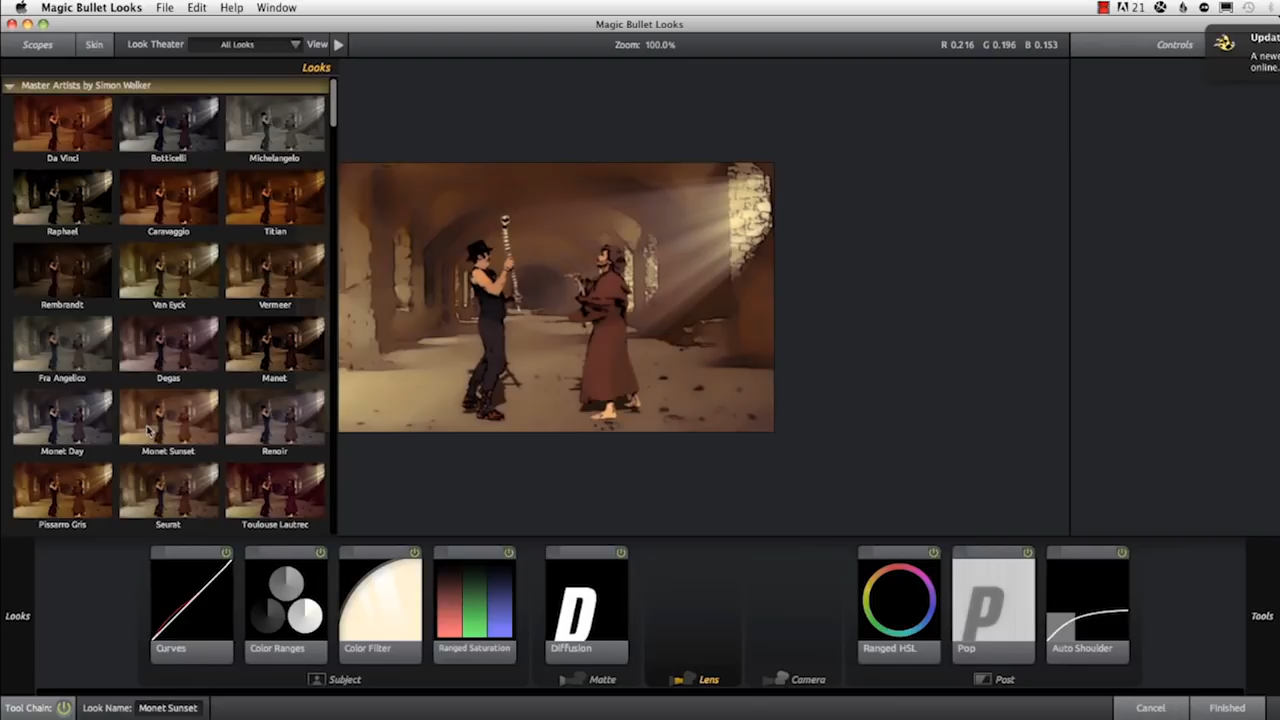 Magic Bullet Looks File Edit Help Window 21
Magic Bullet Looks
Scopes Skin Look Theater All Looks View Zoom: 100.0% R 0.216 G 0.196 B 0.153 Controls
Updat
A newe
online.
Looks
Master Artists by Simon Walker
Da Vinci Botticelli Michelangelo
Raphael Caravaggio Titian
Rembrandt Van Eyck Vermeer
Fra Angelico Degas Manet
Monet Day Monet Sunset Renoir
Pissarro Gris Seurat Toulouse Lautrec
D P
Looks Tools
Curves Color Ranges Color Filter Ranged Saturation Diffusion Ranged HSL Pop Auto Shoulder
Subject Matte Lens Camera Post
Tool Chain: Look Name: Monet Sunset Cancel Finished